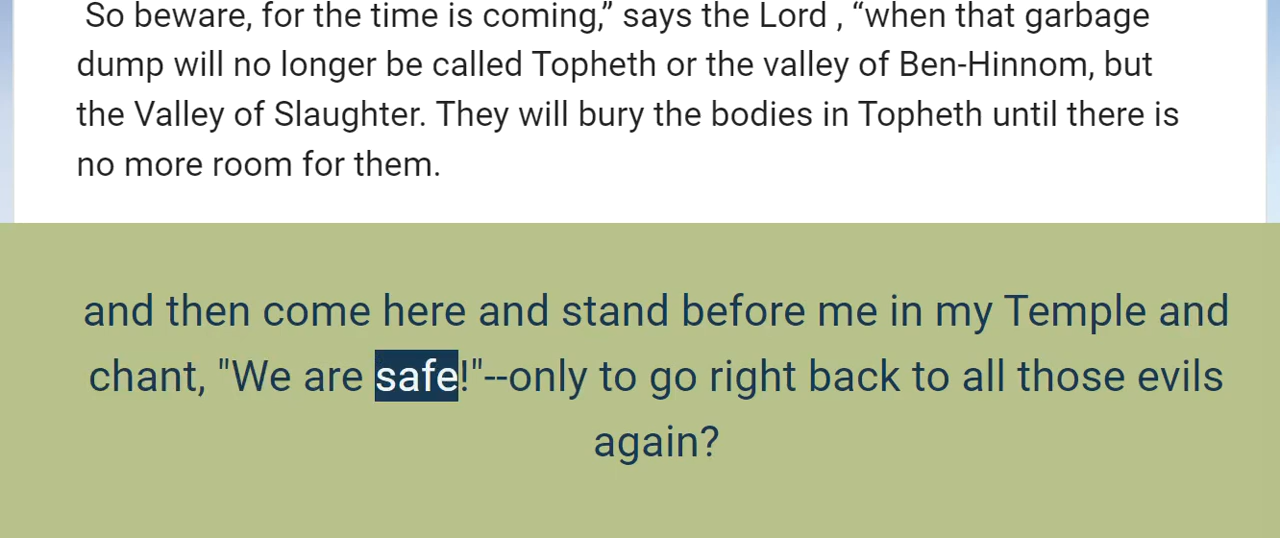 So beware, for the time is coming,” says the Lord , “when that garbage
dump will no longer be called Topheth or the valley of Ben-Hinnom, but
the Valley of Slaughter. They will bury the bodies in Topheth until there is
no more room for them.
and then come here and stand before me in my Temple and
chant, "We are safe!"--only to go right back to all those evils
again?